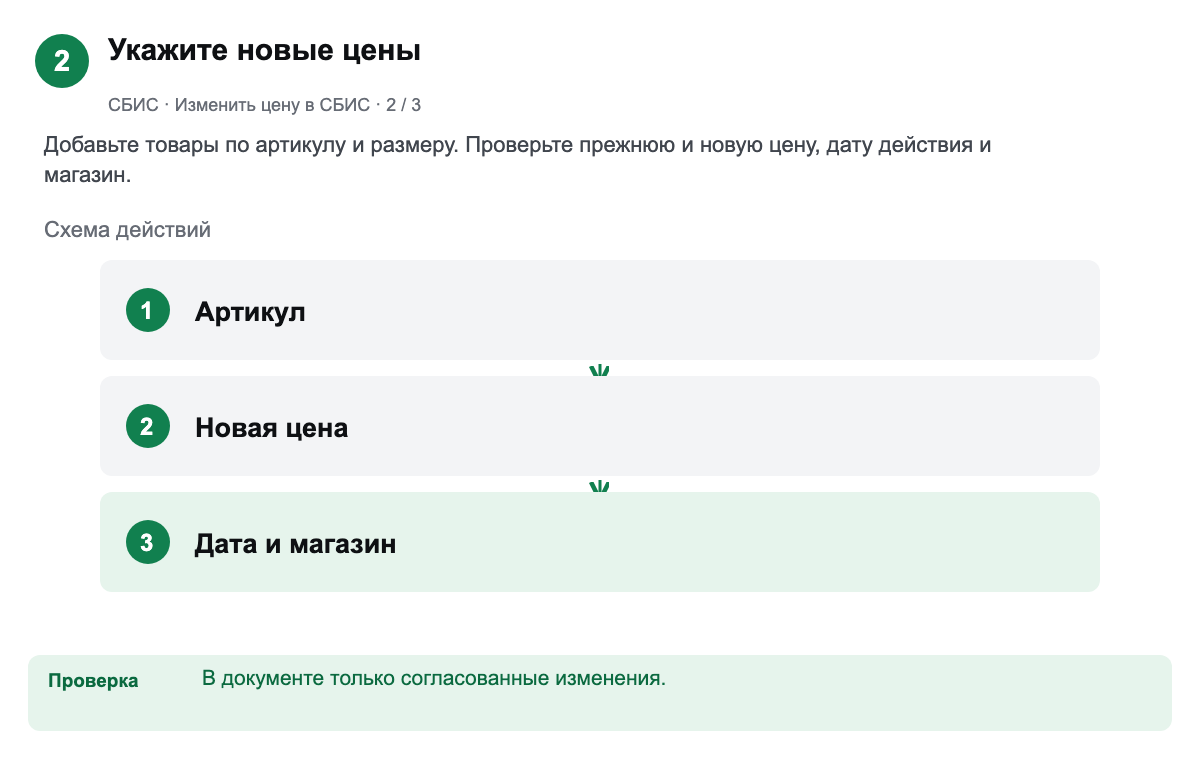 2
Укажите новые цены
СБИС · Изменить цену в СБИС · 2 / 3
Добавьте товары по артикулу и размеру. Проверьте прежнюю и новую цену, дату действия и
магазин.
Схема действий
1 Артикул
2 Новая цена
3 Дата и магазин
Проверка В документе только согласованные изменения.